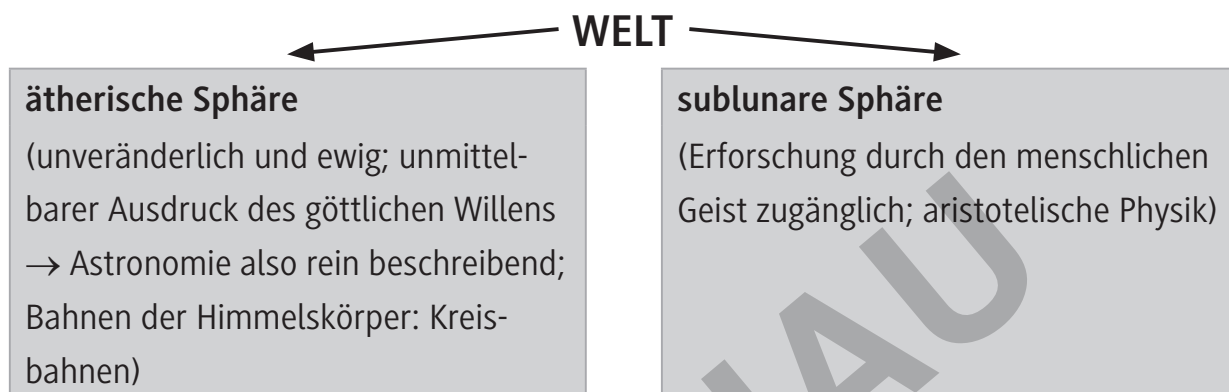 WELT
ätherische Sphäre
(unveränderlich und ewig; unmittel-
barer Ausdruck des göttlichen Willens
→ Astronomie also rein beschreibend;
Bahnen der Himmelskörper: Kreis-
bahnen)
sublunare Sphäre
(Erforschung durch den menschlichen
Geist zugänglich; aristotelische Physik)